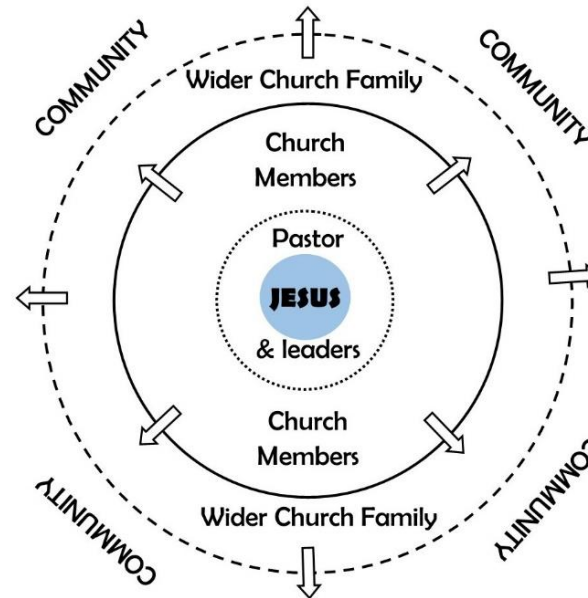 COMMUNITY
COMMUNITY
Wider Church Family
Church
Members
Pastor
JESUS
& leaders
Church
Members
Wider Church Family
COMMUNITY
COMMUNITY